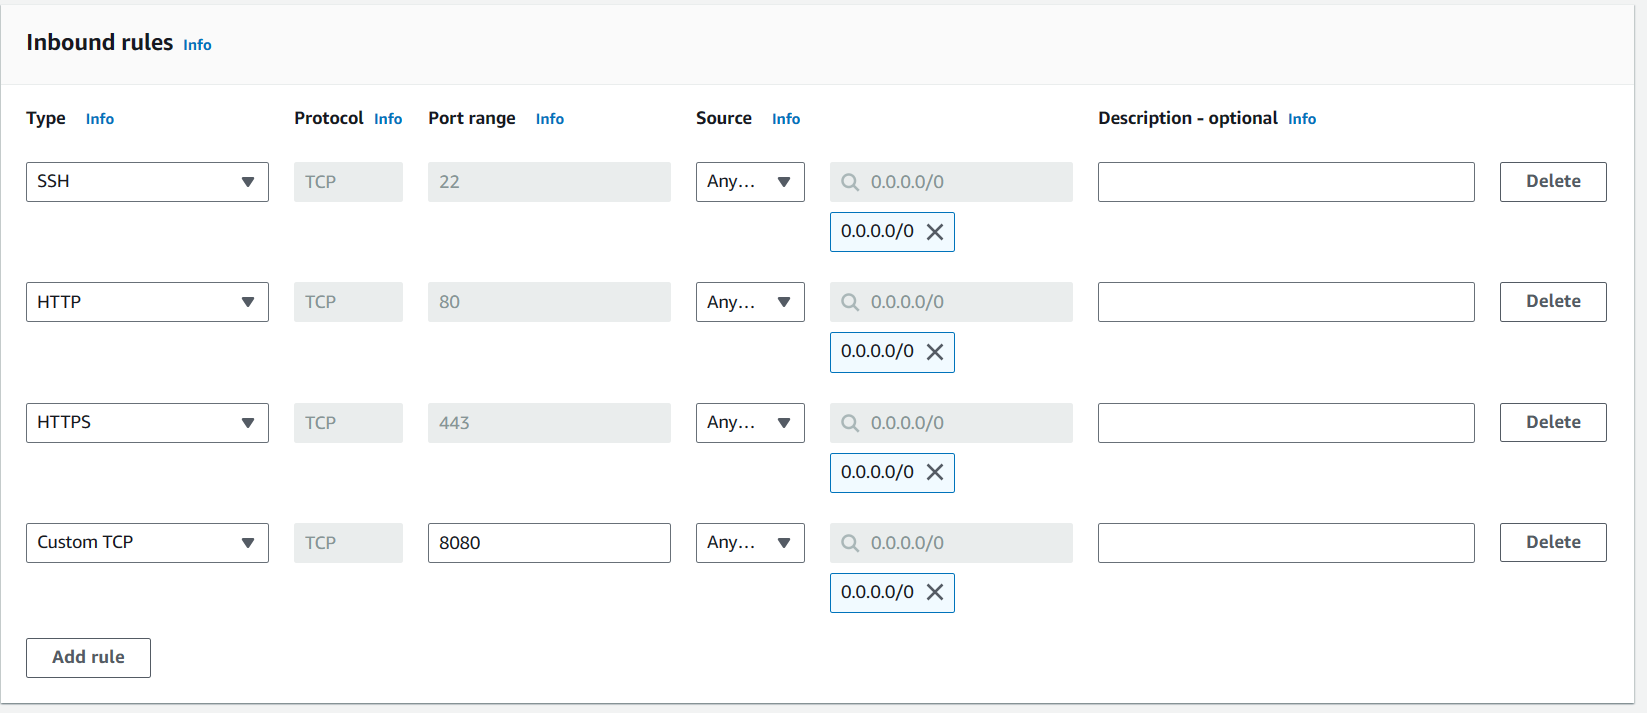 Inbound rules Info
Type Info Protocol Info Port range Info Source Info Description - optional Info
SSH TCP 22 Any... 0.0.0.0/0 Delete
0.0.0.0/0
HTTP TCP 80 Any... 0.0.0.0/0 Delete
0.0.0.0/0
HTTPS TCP 443 Any... 0.0.0.0/0 Delete
0.0.0.0/0
Custom TCP TCP 8080 Any... 0.0.0.0/0 Delete
0.0.0.0/0
Add rule